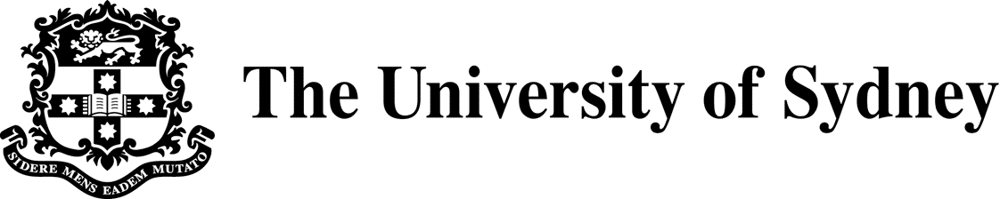 The University of Sydney
SIDERE MENS EADEM MUTATO